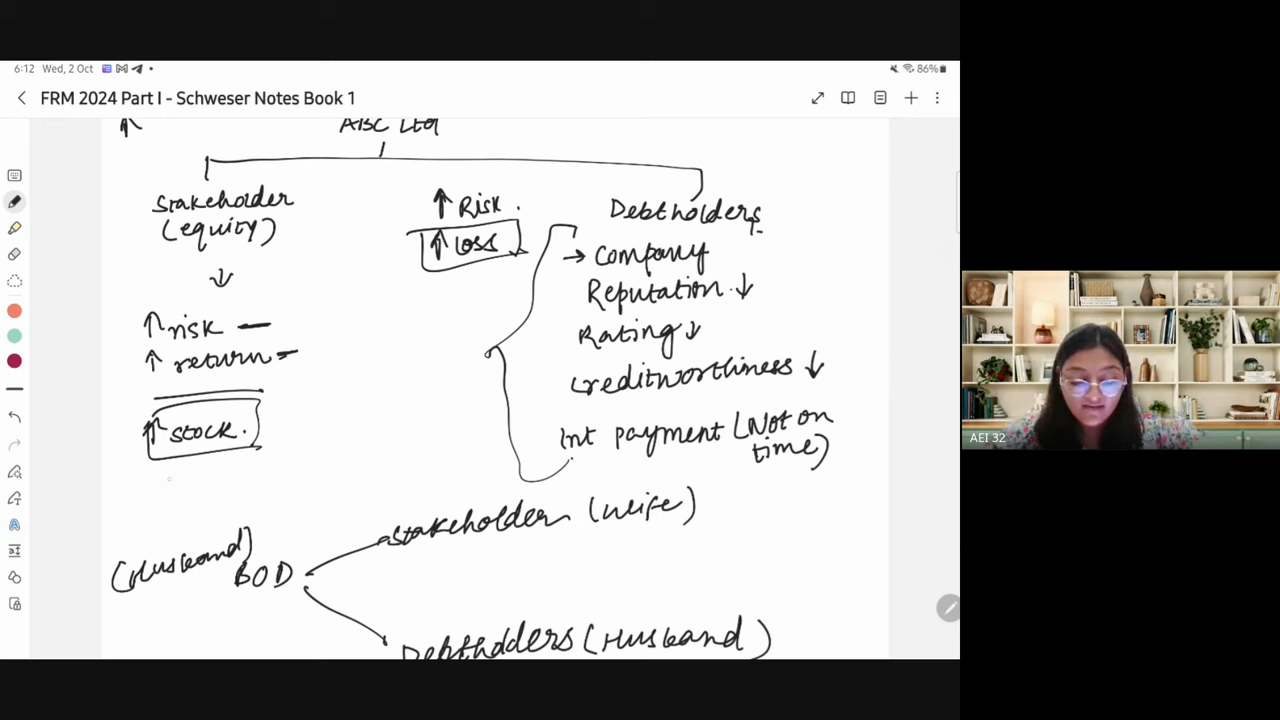 6:12 Wed, 2 Oct
86%
FRM 2024 Part I - Schweser Notes Book 1
ABC Ltd
Stakeholder
(equity)
↑ Risk.
↑ loss
Debtholders
→ Company
Reputation ↓
Rating ↓
Creditworthiness ↓
Int payment (Not on
time)
↓
↑ risk –
↑ return –
↑ stock.
Stakeholder (wife)
(Husband)
BOD
Debtholders (Husband)
AEI 32